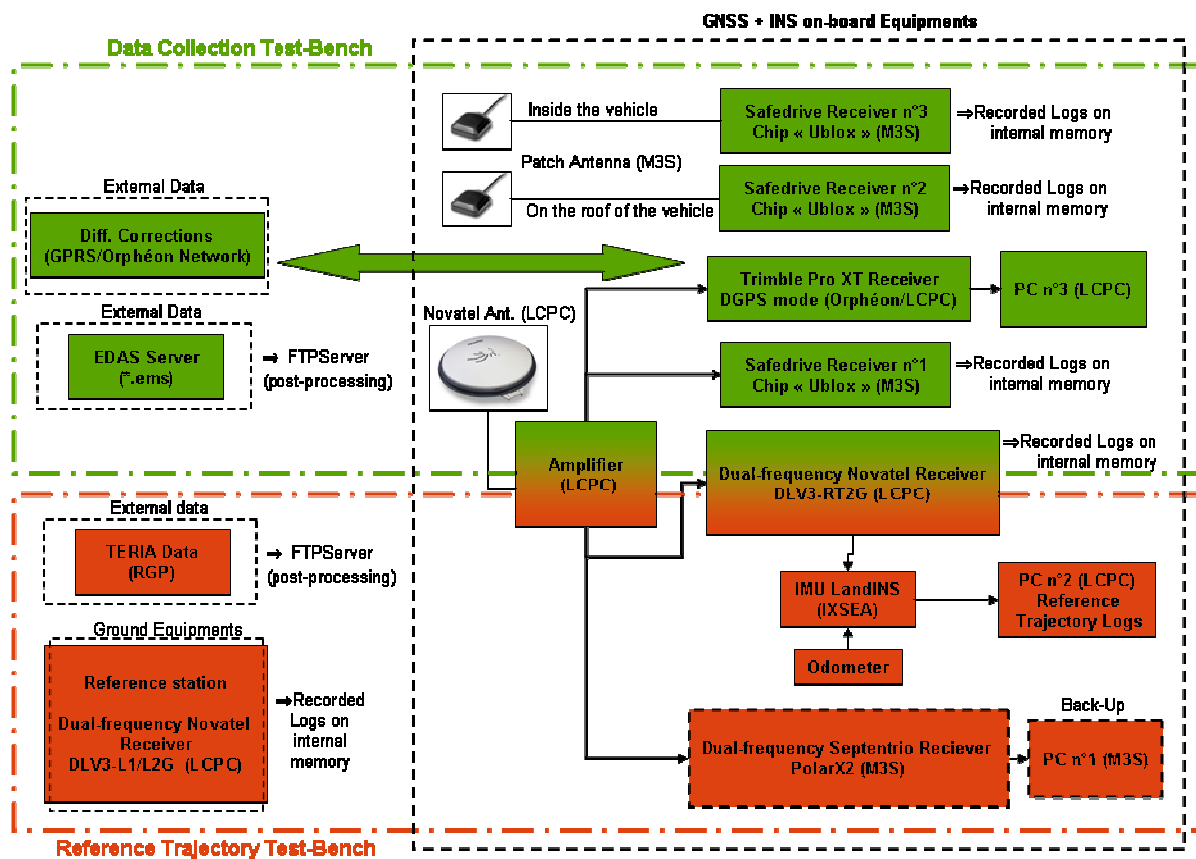 GNSS + INS on-board Equipments
Data Collection Test-Bench
Inside the vehicle
Safedrive Receiver n°3
Chip « Ublox » (M3S)
⇒Recorded Logs on
internal memory
Patch Antenna (M3S)
On the roof of the vehicle
Safedrive Receiver n°2
Chip « Ublox » (M3S)
⇒Recorded Logs on
internal memory
External Data
Diff. Corrections
(GPRS/Orphéon Network)
Trimble Pro XT Receiver
DGPS mode (Orphéon/LCPC)
PC n°3 (LCPC)
External Data
EDAS Server
(*.ems)
⇒ FTPServer
(post-processing)
Novatel Ant. (LCPC)
Safedrive Receiver n°1
Chip « Ublox » (M3S)
⇒Recorded Logs on
internal memory
Amplifier
(LCPC)
Dual-frequency Novatel Receiver
DLV3-RT2G (LCPC)
⇒Recorded Logs on
internal memory
External data
TERIA Data
(RGP)
⇒ FTPServer
(post-processing)
IMU LandINS
(IXSEA)
PC n°2 (LCPC)
Reference
Trajectory Logs
Odometer
Ground Equipments
Reference station
Dual-frequency Novatel
Receiver
DLV3-L1/L2G (LCPC)
⇒Recorded
Logs on
internal
memory
Dual-frequency Septentrio Reciever
PolarX2 (M3S)
Back-Up
PC n°1 (M3S)
Reference Trajectory Test-Bench